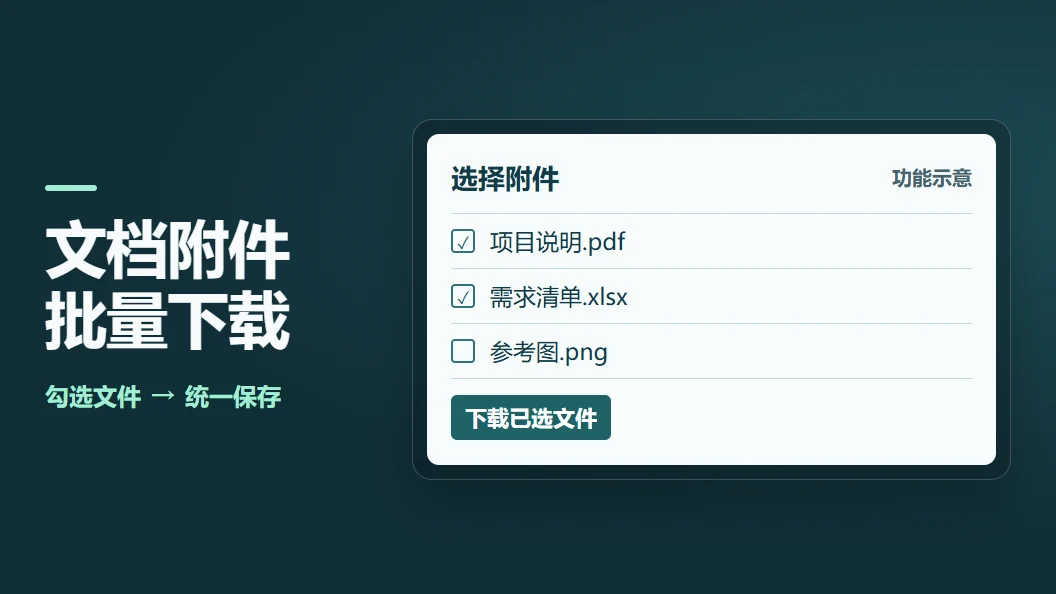 文档附件
批量下载
勾选文件 → 统一保存
选择附件
功能示意
项目说明.pdf
需求清单.xlsx
参考图.png
下载已选文件